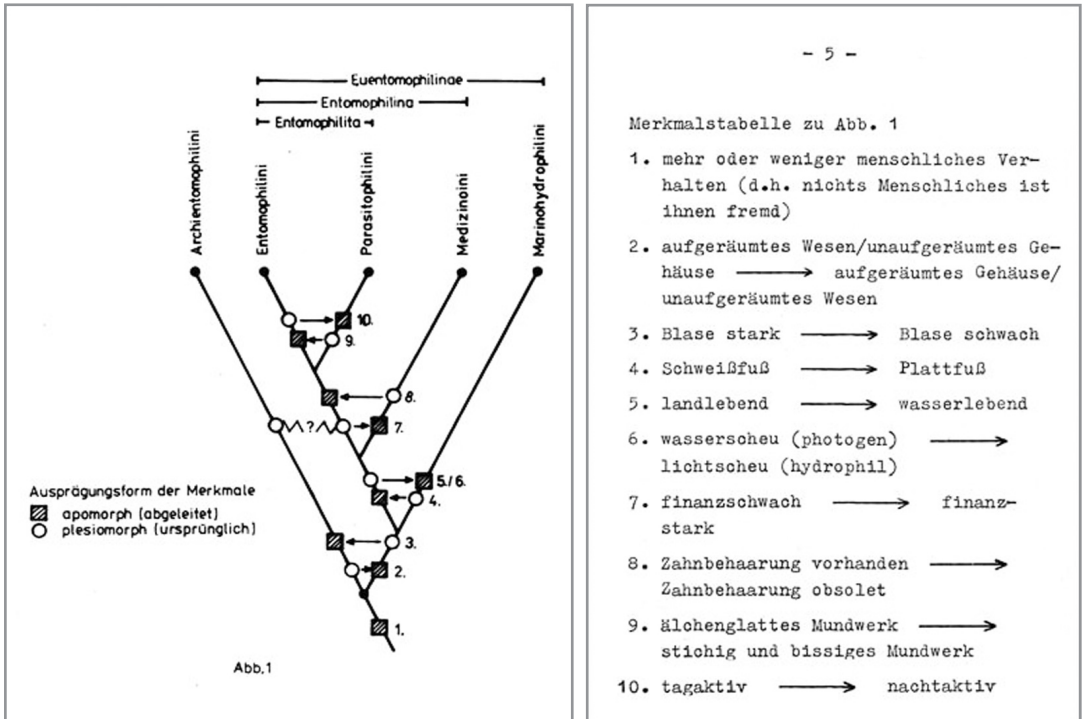 Euentomophilinae
Entomophilina
Entomophilita
Archientomophilini
Entomophilini
Parasitophilini
Medizinoini
Marinohydrophilini
10.
9.
8.
?
7.
5./6.
4.
3.
2.
1.
Ausprägungsform der Merkmale
apomorph (abgeleitet)
plesiomorph (ursprünglich)
Abb.1
- 5 -
Merkmalstabelle zu Abb. 1
1. mehr oder weniger menschliches Ver-
halten (d.h. nichts Menschliches ist
ihnen fremd)
2. aufgeräumtes Wesen/unaufgeräumtes Ge-
häuse → aufgeräumtes Gehäuse/
unaufgeräumtes Wesen
3. Blase stark → Blase schwach
4. Schweißfuß → Plattfuß
5. landlebend → wasserlebend
6. wasserscheu (photogen) →
lichtscheu (hydrophil)
7. finanzschwach → finanz-
stark
8. Zahnbehaarung vorhanden →
Zahnbehaarung obsolet
9. älchenglattes Mundwerk →
stichig und bissiges Mundwerk
10. tagaktiv → nachtaktiv